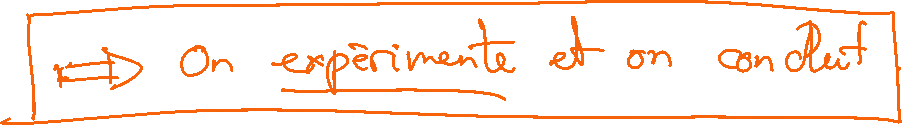 ⇒ On expérimente et on conclut